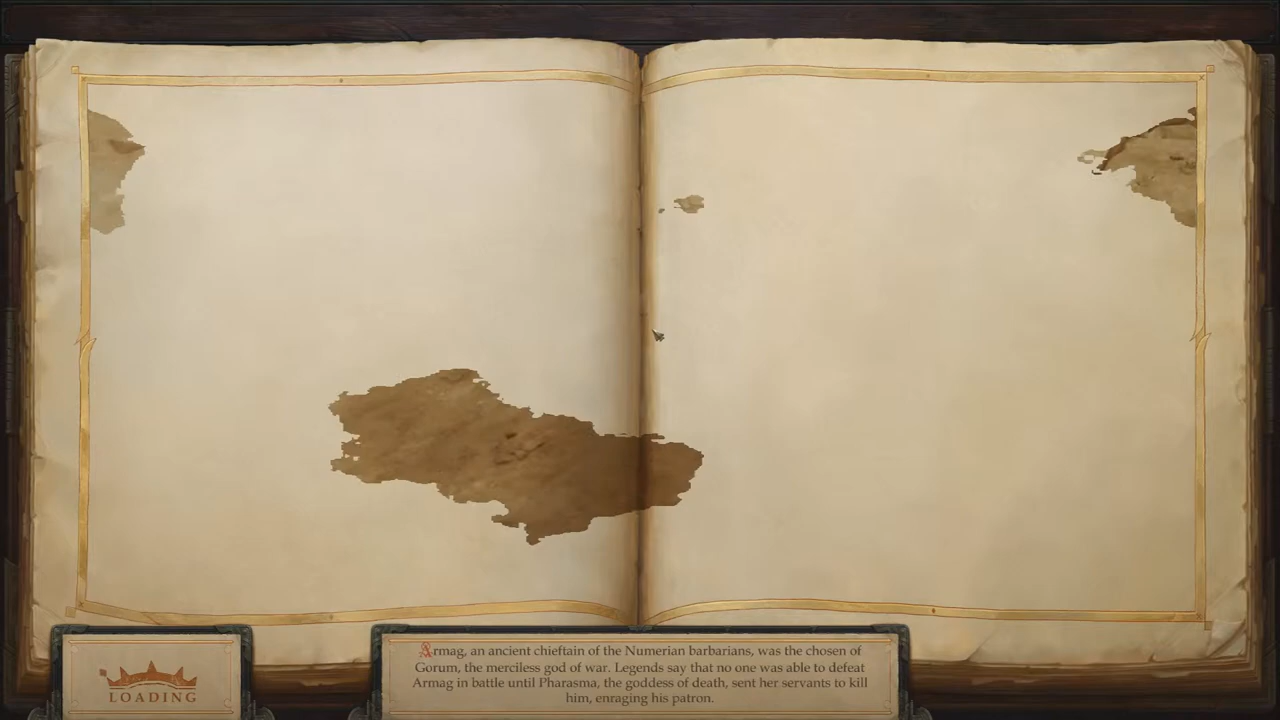 LOADING
Armag, an ancient chieftain of the Numerian barbarians, was the chosen of
Gorum, the merciless god of war. Legends say that no one was able to defeat
Armag in battle until Pharasma, the goddess of death, sent her servants to kill
him, enraging his patron.